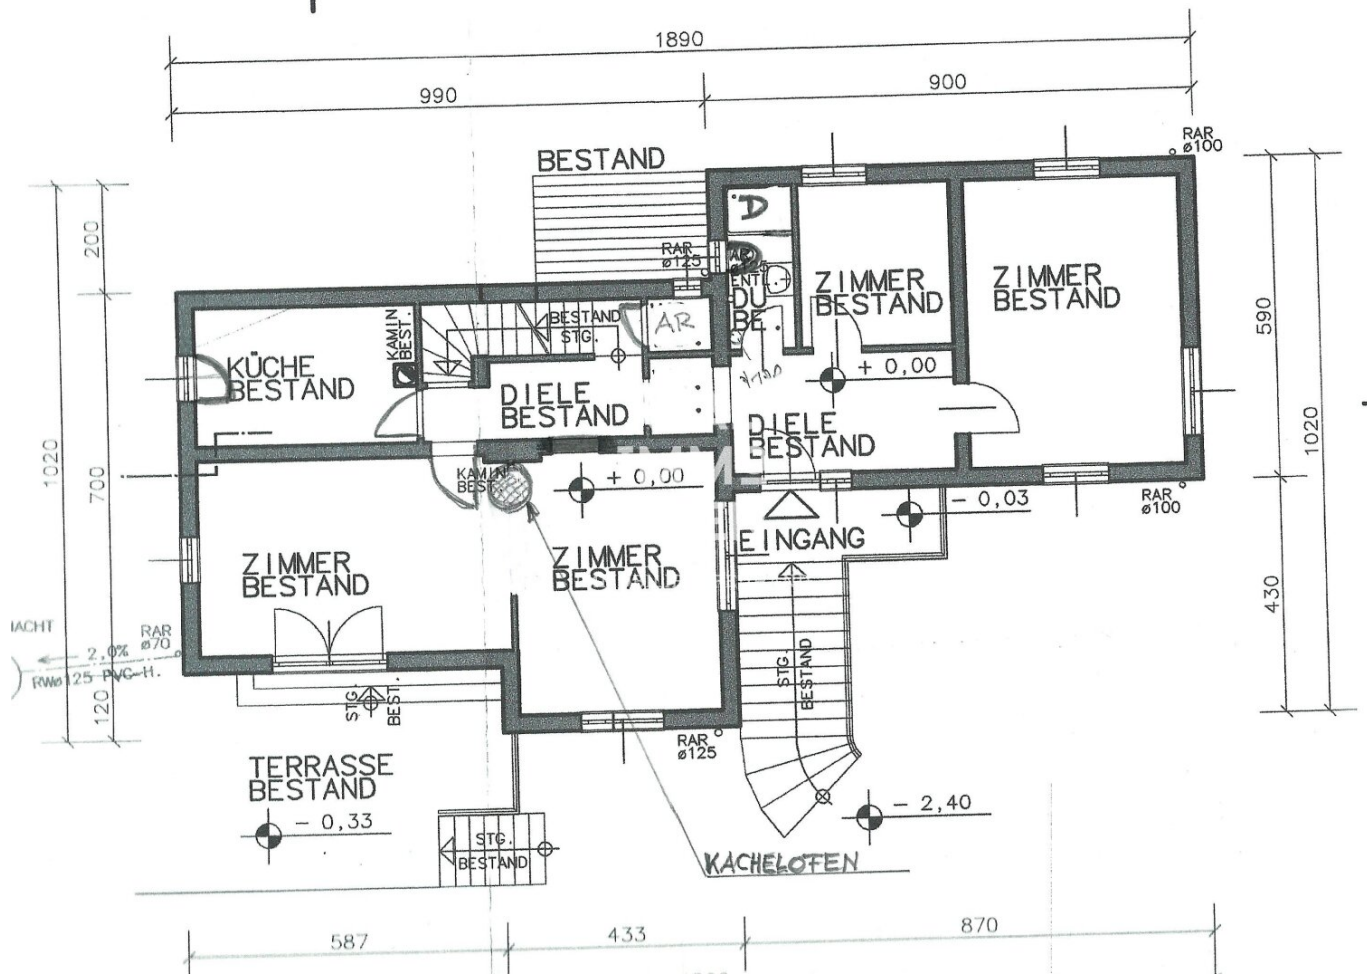 1890
990
900
BESTAND
RAR
ø100
200
RAR
ø125
ENTL.
DU
BE
ZIMMER
BESTAND
ZIMMER
BESTAND
590
KAMIN
BEST.
BESTAND
STG.
AR
KÜCHE
BESTAND
DIELE
BESTAND
+ 0,00
DIELE
BESTAND
1020
700
1020
KAMIN
BEST.
+ 0,00
- 0,03
RAR
ø100
EINGANG
ZIMMER
BESTAND
ZIMMER
BESTAND
430
IACHT
RAR
ø70
2,0%
RWø125 PVC-H.
120
STG.
BEST.
STG.
BESTAND
RAR
ø125
TERRASSE
BESTAND
- 0,33
- 2,40
STG.
BESTAND
KACHELOFEN
587
433
870
D